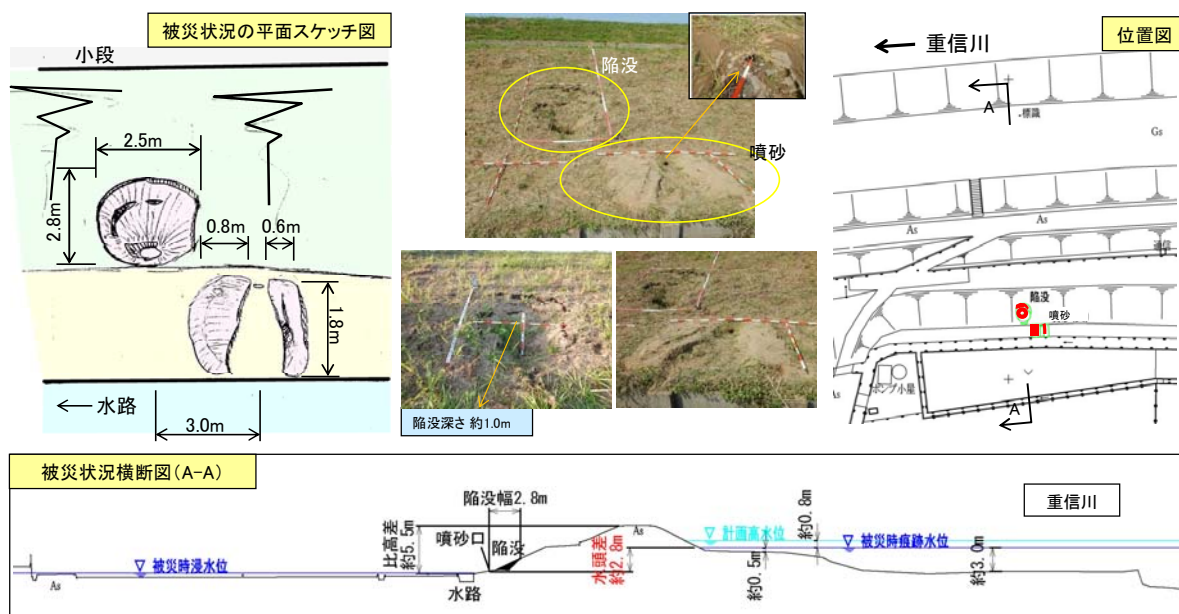 被災状況の平面スケッチ図
小段
2.5m
2.8m
0.8m
0.6m
1.8m
← 水路
3.0m
陥没
噴砂
陥没深さ 約1.0m
位置図
← 重信川
A
標識
Gs
As
As
陥没
噴砂
ポンプ小屋
As
A
被災状況横断図(A-A)
重信川
陥没幅2.8m
比高差
約5.5m
噴砂口
陥没
As
水頭差
約2.8m
計画高水位
約0.8m
被災時痕跡水位
約0.5m
約3.0m
被災時浸水位
As
水路